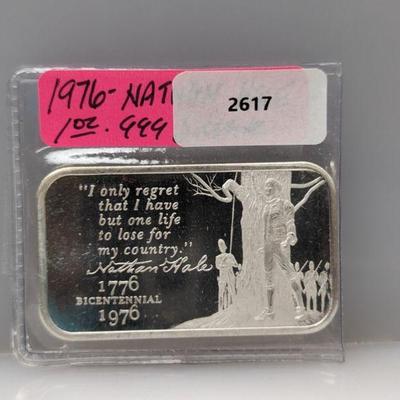 1976- NAT
2617
1oz. 999
"I only regret
that I have
but one life
to lose for
my country."
Nathan Hale
1776
BICENTENNIAL
1976